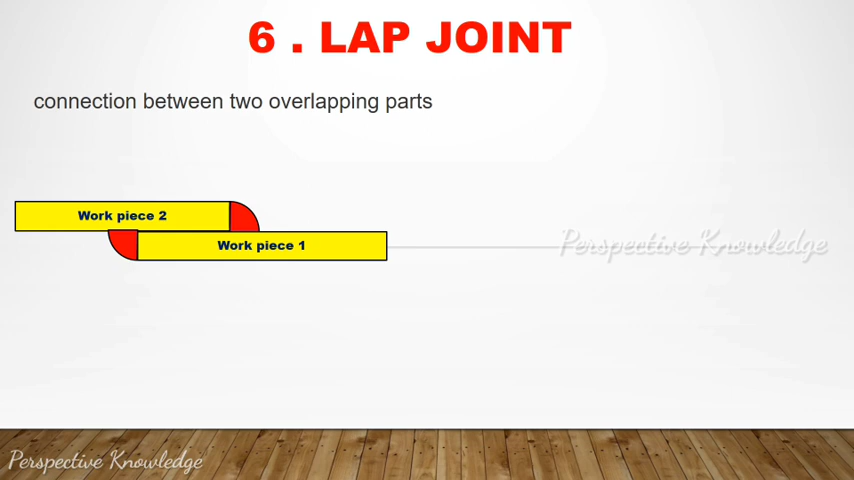 6 . LAP JOINT
connection between two overlapping parts
Work piece 2
Work piece 1
Perspective Knowledge
Perspective Knowledge